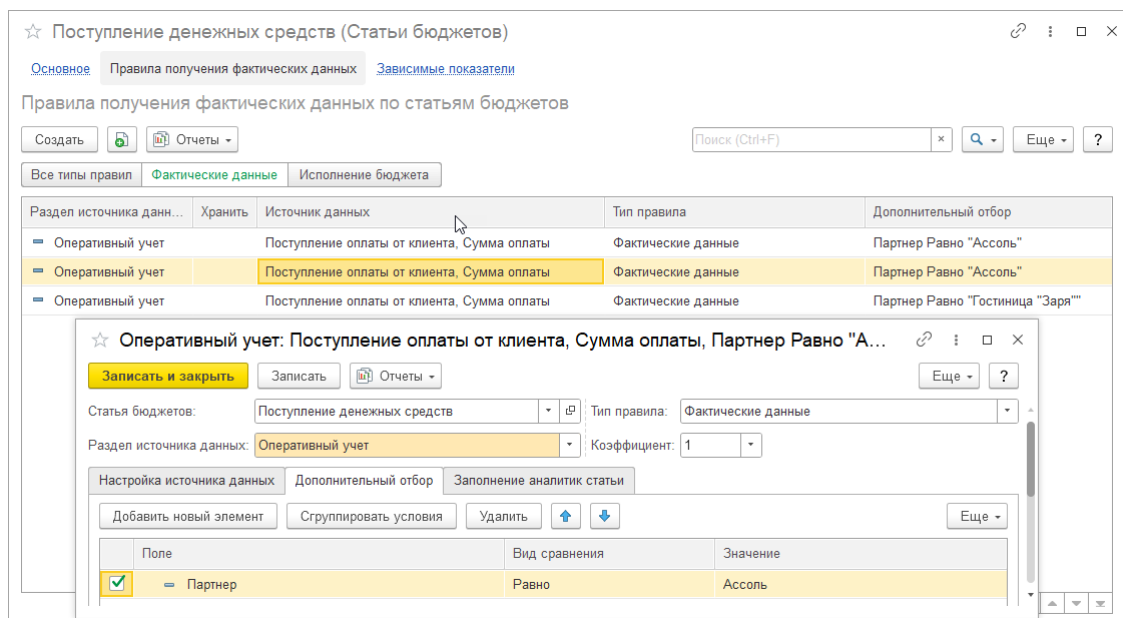 Поступление денежных средств (Статьи бюджетов)
Основное Правила получения фактических данных Зависимые показатели
Правила получения фактических данных по статьям бюджетов
Создать Отчеты Поиск (Ctrl+F) × Еще ?
Все типы правил Фактические данные Исполнение бюджета
Раздел источника данн... Хранить Источник данных Тип правила Дополнительный отбор
Оперативный учет Поступление оплаты от клиента, Сумма оплаты Фактические данные Партнер Равно "Ассоль"
Оперативный учет Поступление оплаты от клиента, Сумма оплаты Фактические данные Партнер Равно "Ассоль"
Оперативный учет Поступление оплаты от клиента, Сумма оплаты Фактические данные Партнер Равно "Гостиница "Заря""
Оперативный учет: Поступление оплаты от клиента, Сумма оплаты, Партнер Равно "А...
Записать и закрыть Записать Отчеты Еще ?
Статья бюджетов: Поступление денежных средств Тип правила: Фактические данные
Раздел источника данных: Оперативный учет Коэффициент: 1
Настройка источника данных Дополнительный отбор Заполнение аналитик статьи
Добавить новый элемент Сгруппировать условия Удалить Еще
Поле Вид сравнения Значение
Партнер Равно Ассоль